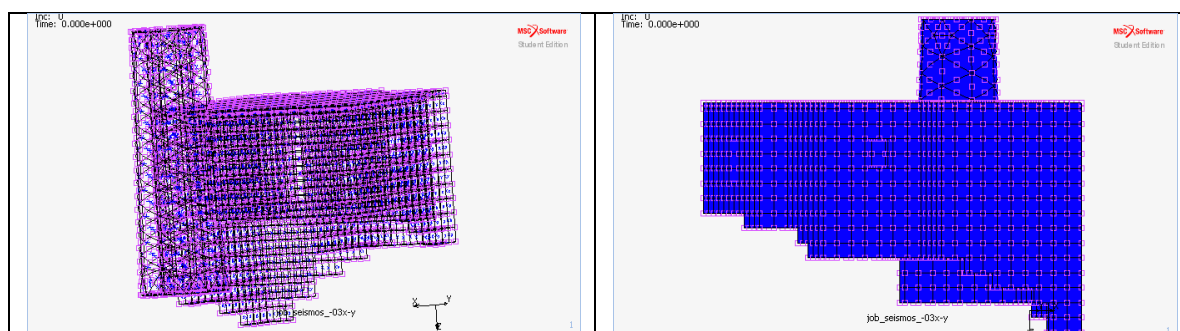 Inc: 0
Time: 0.000e+000
MSC Software
Student Edition
X
Y
Z
job_seismos_-03x-y
1
Inc: 0
Time: 0.000e+000
MSC Software
Student Edition
job_seismos_-03x-y
1